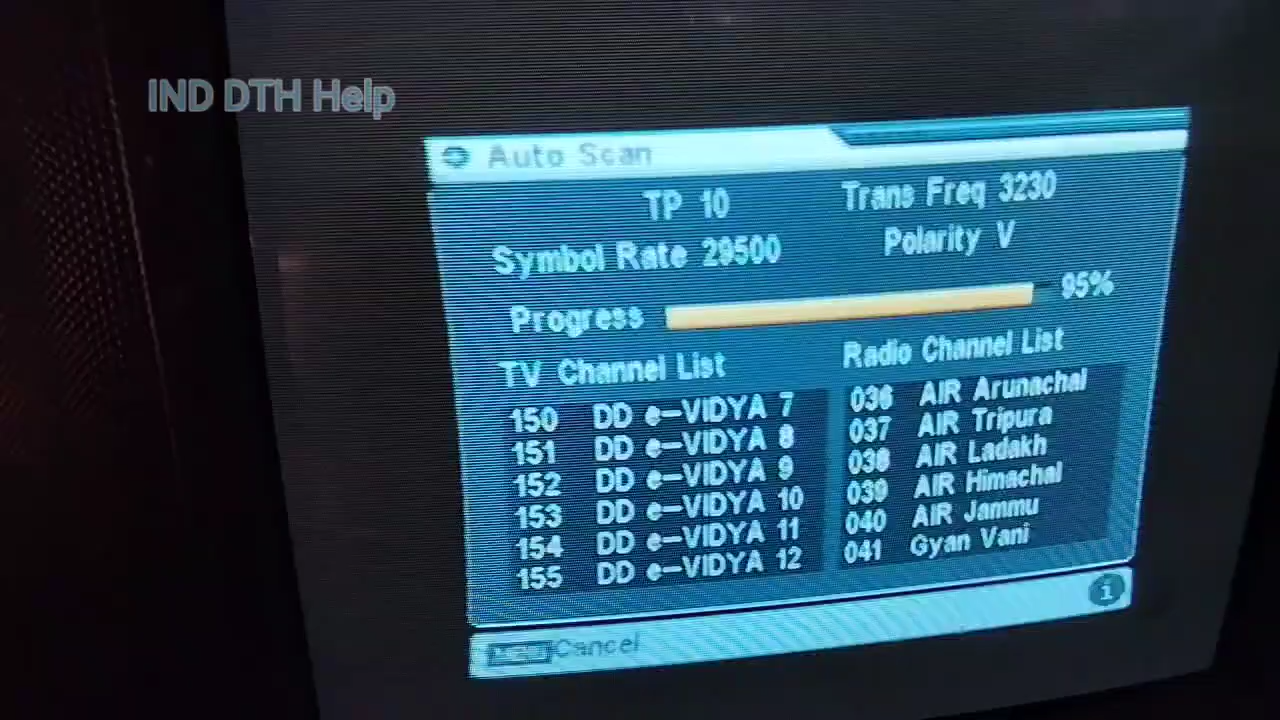 IND DTH Help
Auto Scan
TP 10 Trans Freq 3230
Symbol Rate 29500 Polarity V
Progress 95%
TV Channel List
150 DD e-VIDYA 7
151 DD e-VIDYA 8
152 DD e-VIDYA 9
153 DD e-VIDYA 10
154 DD e-VIDYA 11
155 DD e-VIDYA 12
Radio Channel List
036 AIR Arunachal
037 AIR Tripura
038 AIR Ladakh
039 AIR Himachal
040 AIR Jammu
041 Gyan Vani
i
Cancel